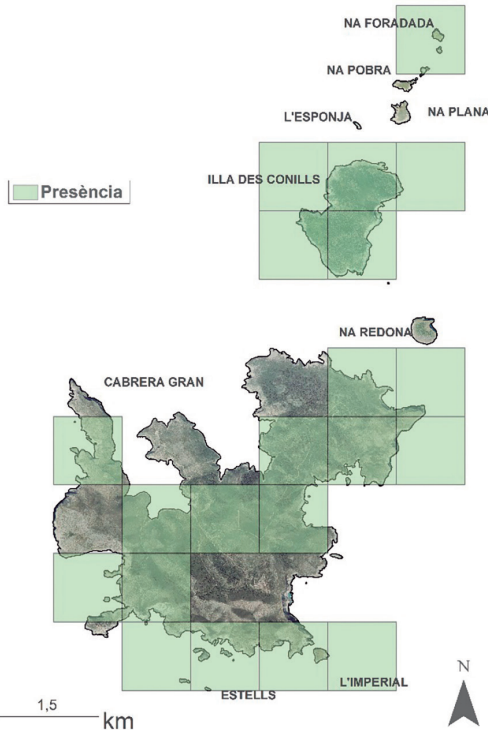 NA FORADADA
NA POBRA
NA PLANA
L'ESPONJA
ILLA DES CONILLS
Presència
NA REDONA
CABRERA GRAN
L'IMPERIAL
ESTELLS
N
1,5
km